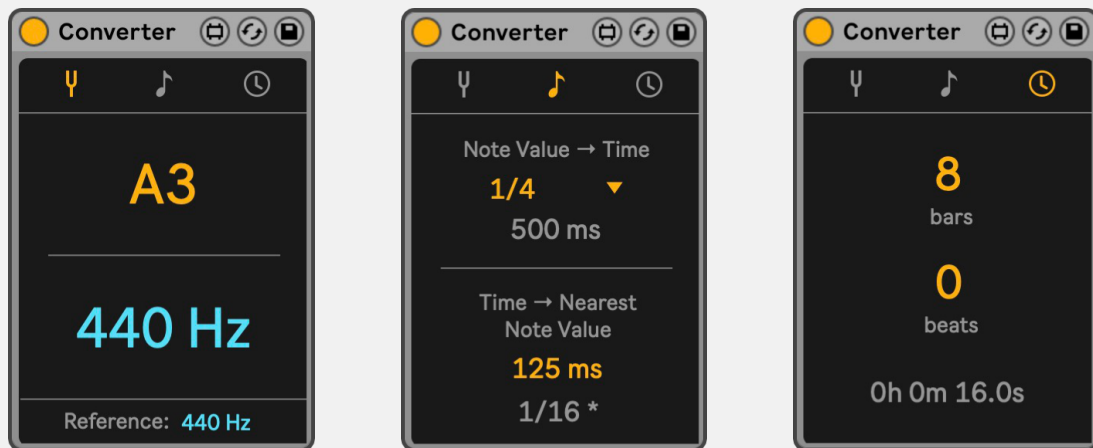 Converter
A3
440 Hz
Reference: 440 Hz
Converter
Note Value → Time
1/4
500 ms
Time → Nearest
Note Value
125 ms
1/16 *
Converter
8
bars
0
beats
0h 0m 16.0s